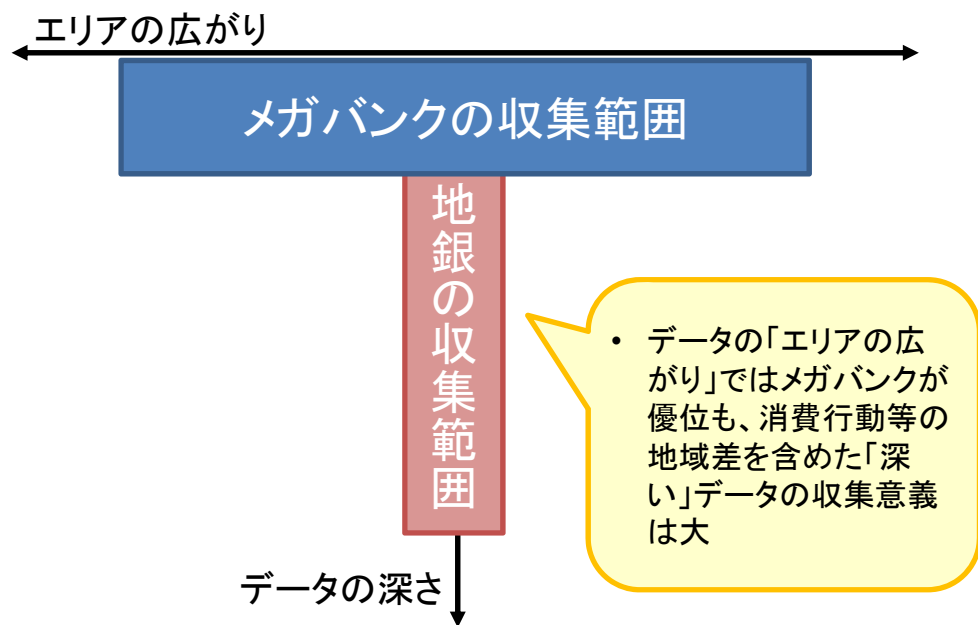 エリアの広がり
メガバンクの収集範囲
地銀の収集範囲
• データの「エリアの広
がり」ではメガバンクが
優位も、消費行動等の
地域差を含めた「深
い」データの収集意義
は大
データの深さ